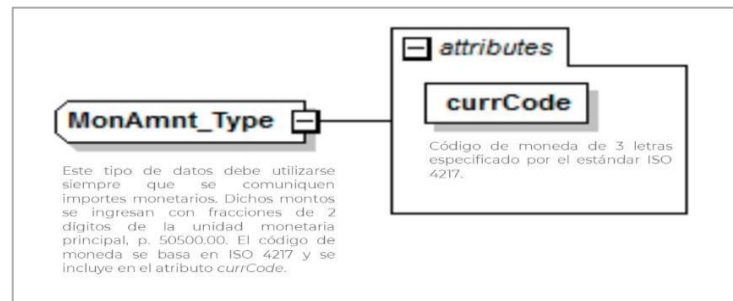 attributes
currCode
MonAmnt_Type
Código de moneda de 3 letras
especificado por el estándar ISO
4217.
Este tipo de datos debe utilizarse
siempre que se comuniquen
importes monetarios. Dichos montos
se ingresan con fracciones de 2
dígitos de la unidad monetaria
principal, p. 50500.00. El código de
moneda se basa en ISO 4217 y se
incluye en el atributo currCode.